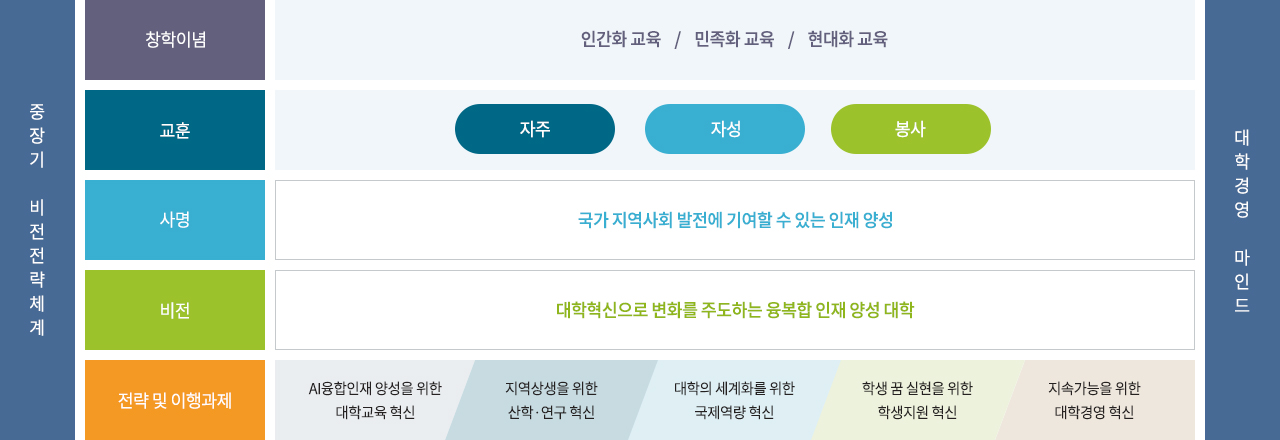 중장기 비전전략체계
창학이념
인간화 교육 / 민족화 교육 / 현대화 교육
교훈
자주
자성
봉사
사명
국가 지역사회 발전에 기여할 수 있는 인재 양성
비전
대학혁신으로 변화를 주도하는 융복합 인재 양성 대학
전략 및 이행과제
AI융합인재 양성을 위한
대학교육 혁신
지역상생을 위한
산학·연구 혁신
대학의 세계화를 위한
국제역량 혁신
학생 꿈 실현을 위한
학생지원 혁신
지속가능을 위한
대학경영 혁신
대학경영 마인드